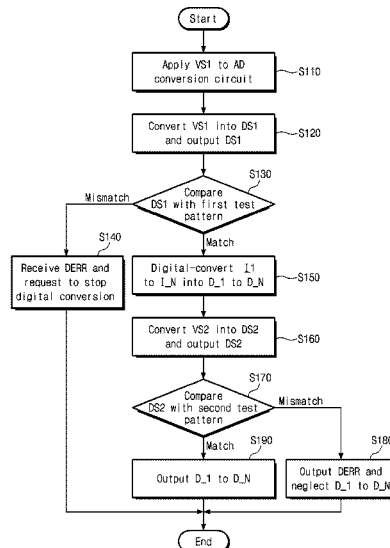 Start
Apply VS1 to AD
conversion circuit
S110
Convert VS1 into DS1
and output DS1
S120
S130
Compare
DS1 with first test
pattern
Mismatch
Match
S140
Receive DERR and
request to stop
digital conversion
Digital-convert I1
to I_N into D_1 to D_N
S150
Convert VS2 into DS2
and output DS2
S160
S170
Compare
DS2 with second test
pattern
Mismatch
Match
S190
Output D_1 to D_N
S180
Output DERR and
neglect D_1 to D_N
End